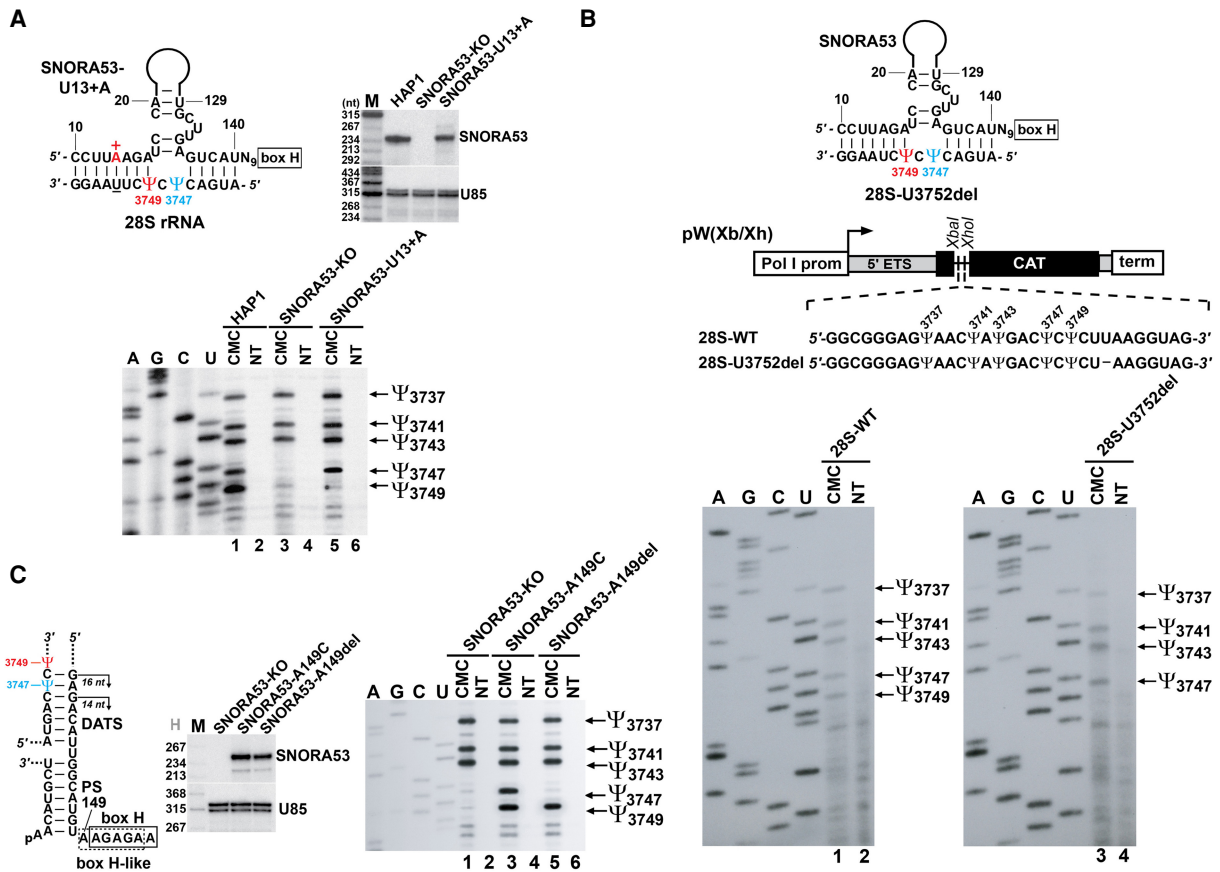 A
SNORA53-
U13+A
20
129
A
U
C
G
C
U
U
C
G
U
U
A
10
+
140
5'- CCUUAAGA
GUCAUN9
box H
3'-GGAAUUCΨCΨCAGUA- 5'
3749
3747
28S rRNA
(nt)
M
HAP1
SNORA53-KO
SNORA53-U13+A
315
267
234
213
292
SNORA53
434
367
315
267
234
U85
HAP1
SNORA53-KO
SNORA53-U13+A
A
G
C
U
CMC
NT
CMC
NT
CMC
NT
Ψ3737
Ψ3741
Ψ3743
Ψ3747
Ψ3749
1
2
3
4
5
6
B
SNORA53
20
129
10
140
5'-CCUUAGA
GUCAUN9
box H
3'-GGAAUCΨCΨCAGUA-5'
3749
3747
28S-U3752del
pW(Xb/Xh)
XbaI
XhoI
Pol I prom
5' ETS
CAT
term
3737
3741
3743
3747
3749
28S-WT 5'-GGCGGGAGΨAACΨAΨGACΨCΨCUUAAGGUAG-3'
28S-U3752del 5'-GGCGGGAGΨAACΨAΨGACΨCΨCU-AAGGUAG-3'
28S-WT
A
G
C
U
CMC
NT
Ψ3737
Ψ3741
Ψ3743
Ψ3747
Ψ3749
1
2
28S-U3752del
A
G
C
U
CMC
NT
Ψ3737
Ψ3741
Ψ3743
Ψ3747
3
4
C
3'
5'
3749
Ψ
C
G
16 nt
3747
Ψ
A
C
G
14 nt
A
A
DATS
G
C
U
A
5'
A
U
3'
U
G
C
G
PS
149
pA
A AGAGA A
box H
box H-like
H
M
SNORA53-KO
SNORA53-A149C
SNORA53-A149del
267
234
213
SNORA53
368
315
267
U85
SNORA53-KO
SNORA53-A149C
SNORA53-A149del
A
G
C
U
CMC
NT
CMC
NT
CMC
NT
Ψ3737
Ψ3741
Ψ3743
Ψ3747
Ψ3749
1
2
3
4
5
6